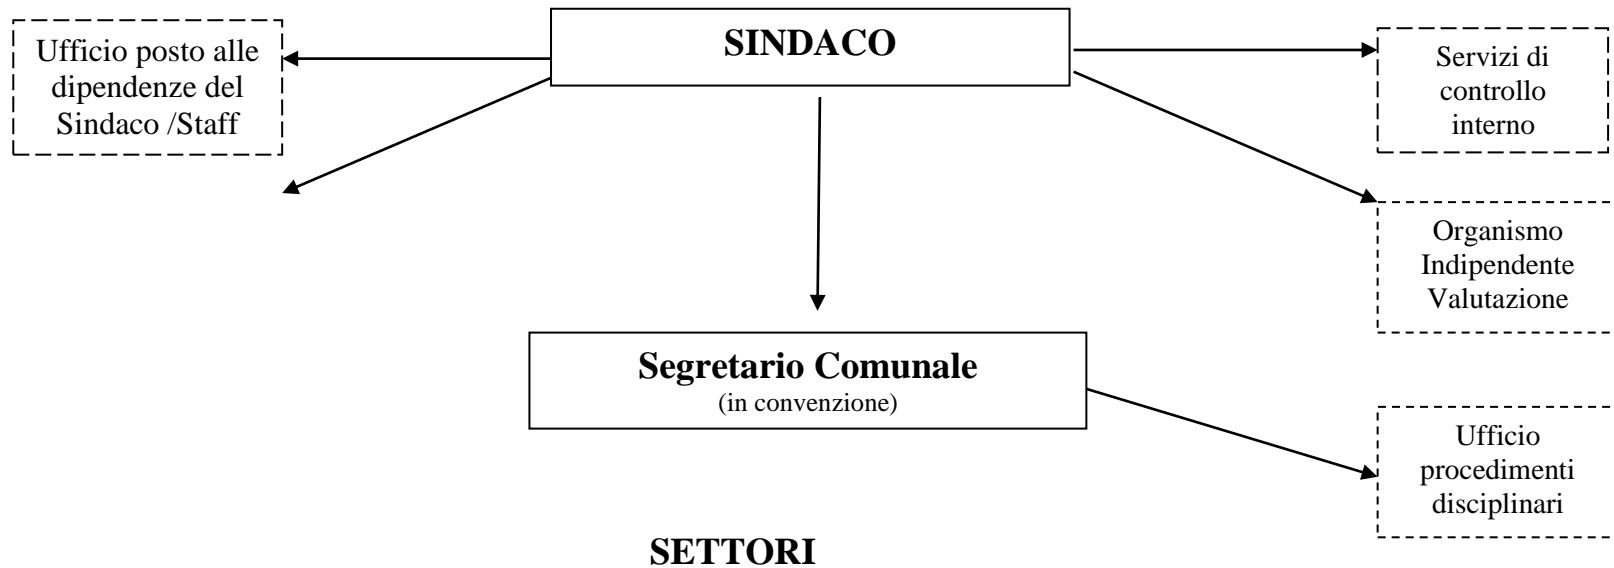 SINDACO
Ufficio posto alle
dipendenze del
Sindaco /Staff
Servizi di
controllo
interno
Organismo
Indipendente
Valutazione
Segretario Comunale
(in convenzione)
Ufficio
procedimenti
disciplinari
SETTORI